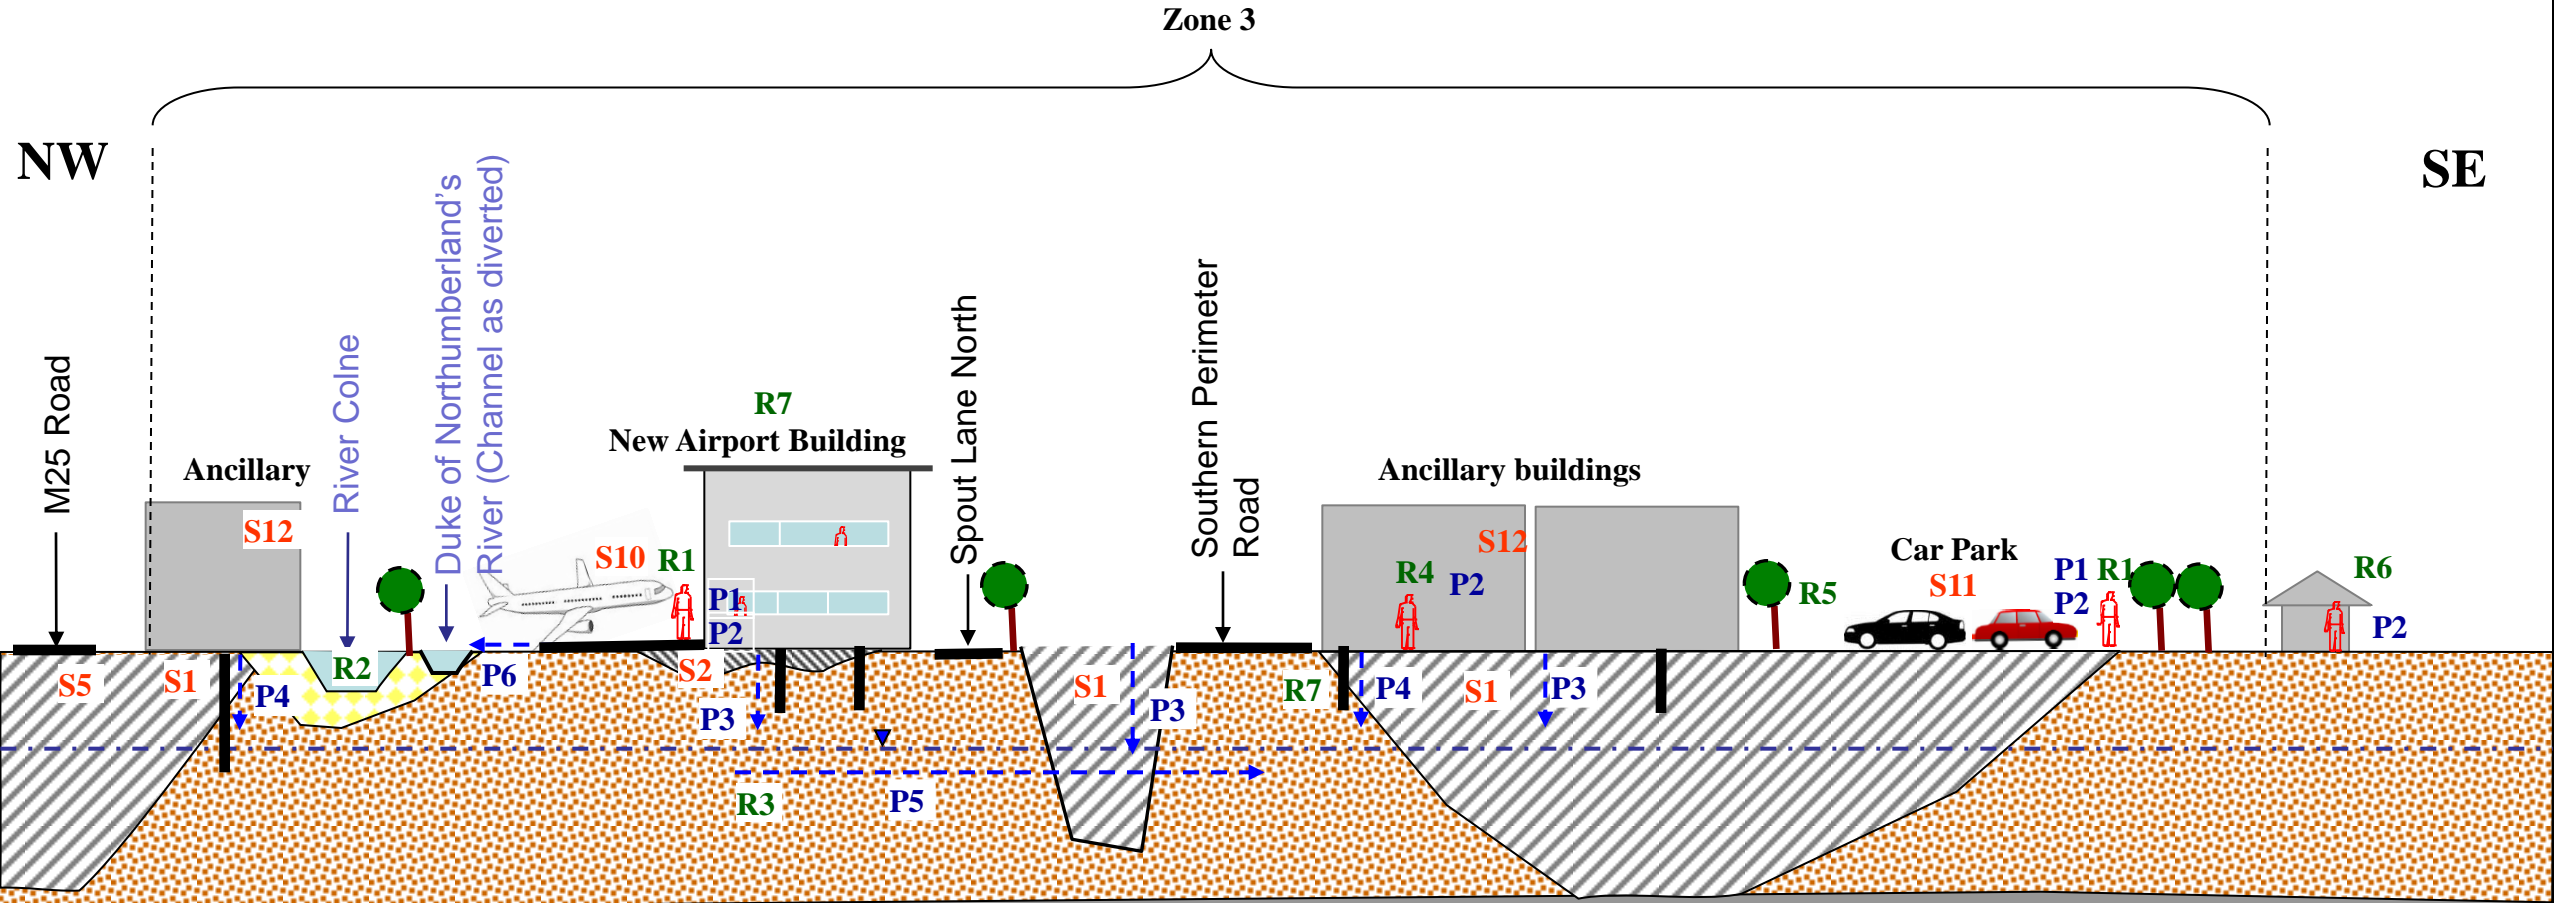 Zone 3
NW
SE
M25 Road
River Colne
Duke of Northumberland's
River (Channel as diverted)
Spout Lane North
Southern Perimeter
Road
R7
New Airport Building
Ancillary
Ancillary buildings
S12
S10
R1
P1
P2
S12
R4
P2
R5
Car Park
S11
P1
R1
P2
R6
P2
S5
S1
P4
R2
P6
S2
P3
S1
P3
R7
P4
S1
P3
R3
P5